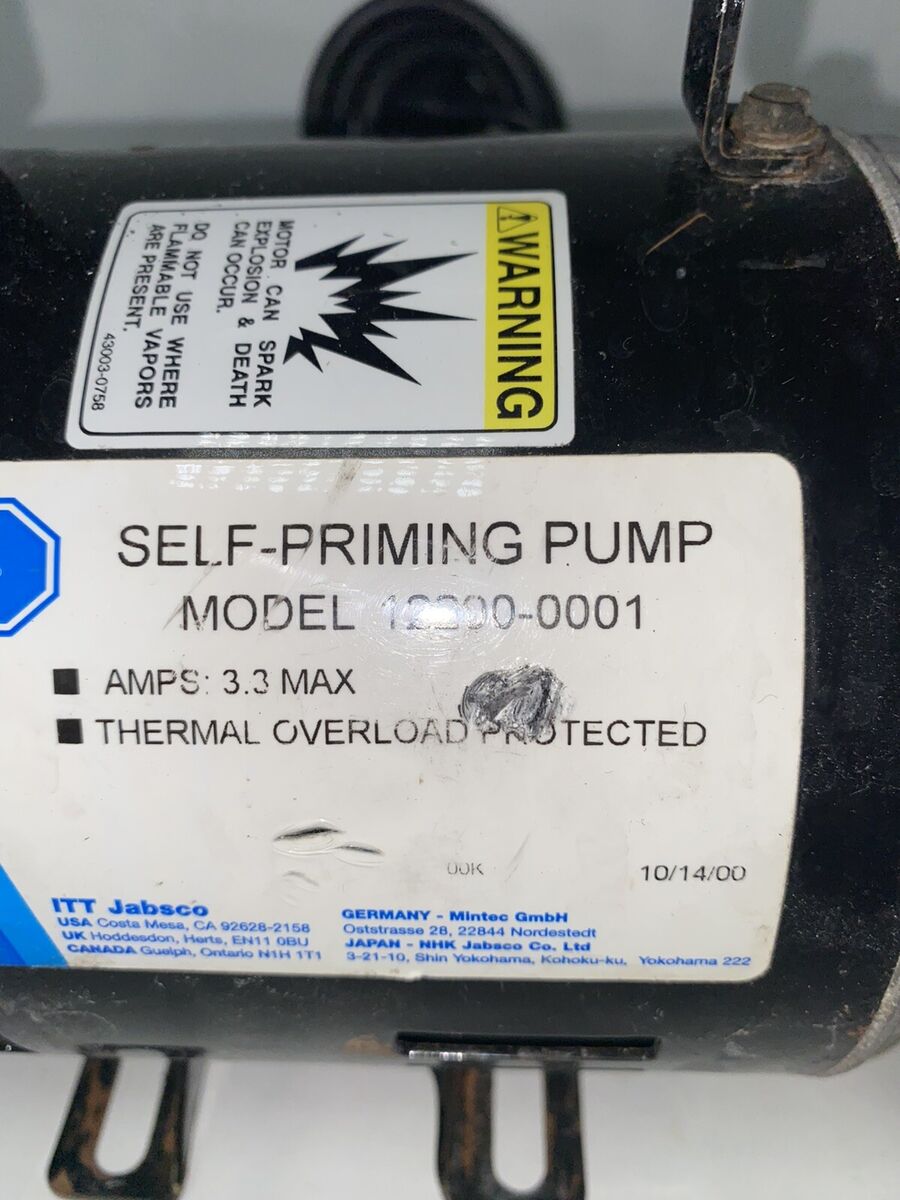 WARNING
MOTOR CAN SPARK
EXPLOSION & DEATH
CAN OCCUR.
DO NOT USE WHERE
FLAMMABLE VAPORS
ARE PRESENT.
43003-0758
SELF-PRIMING PUMP
MODEL 12290-0001
AMPS: 3.3 MAX
THERMAL OVERLOAD PROTECTED
00K
10/14/00
ITT Jabsco
USA Costa Mesa, CA 92628-2158
UK Hoddesdon, Herts, EN11 0BU
CANADA Guelph, Ontario N1H 1T1
GERMANY - Mintec GmbH
Oststrasse 28, 22844 Nordestedt
JAPAN - NHK Jabsco Co. Ltd
3-21-10, Shin Yokohama, Kohoku-ku, Yokohama 222